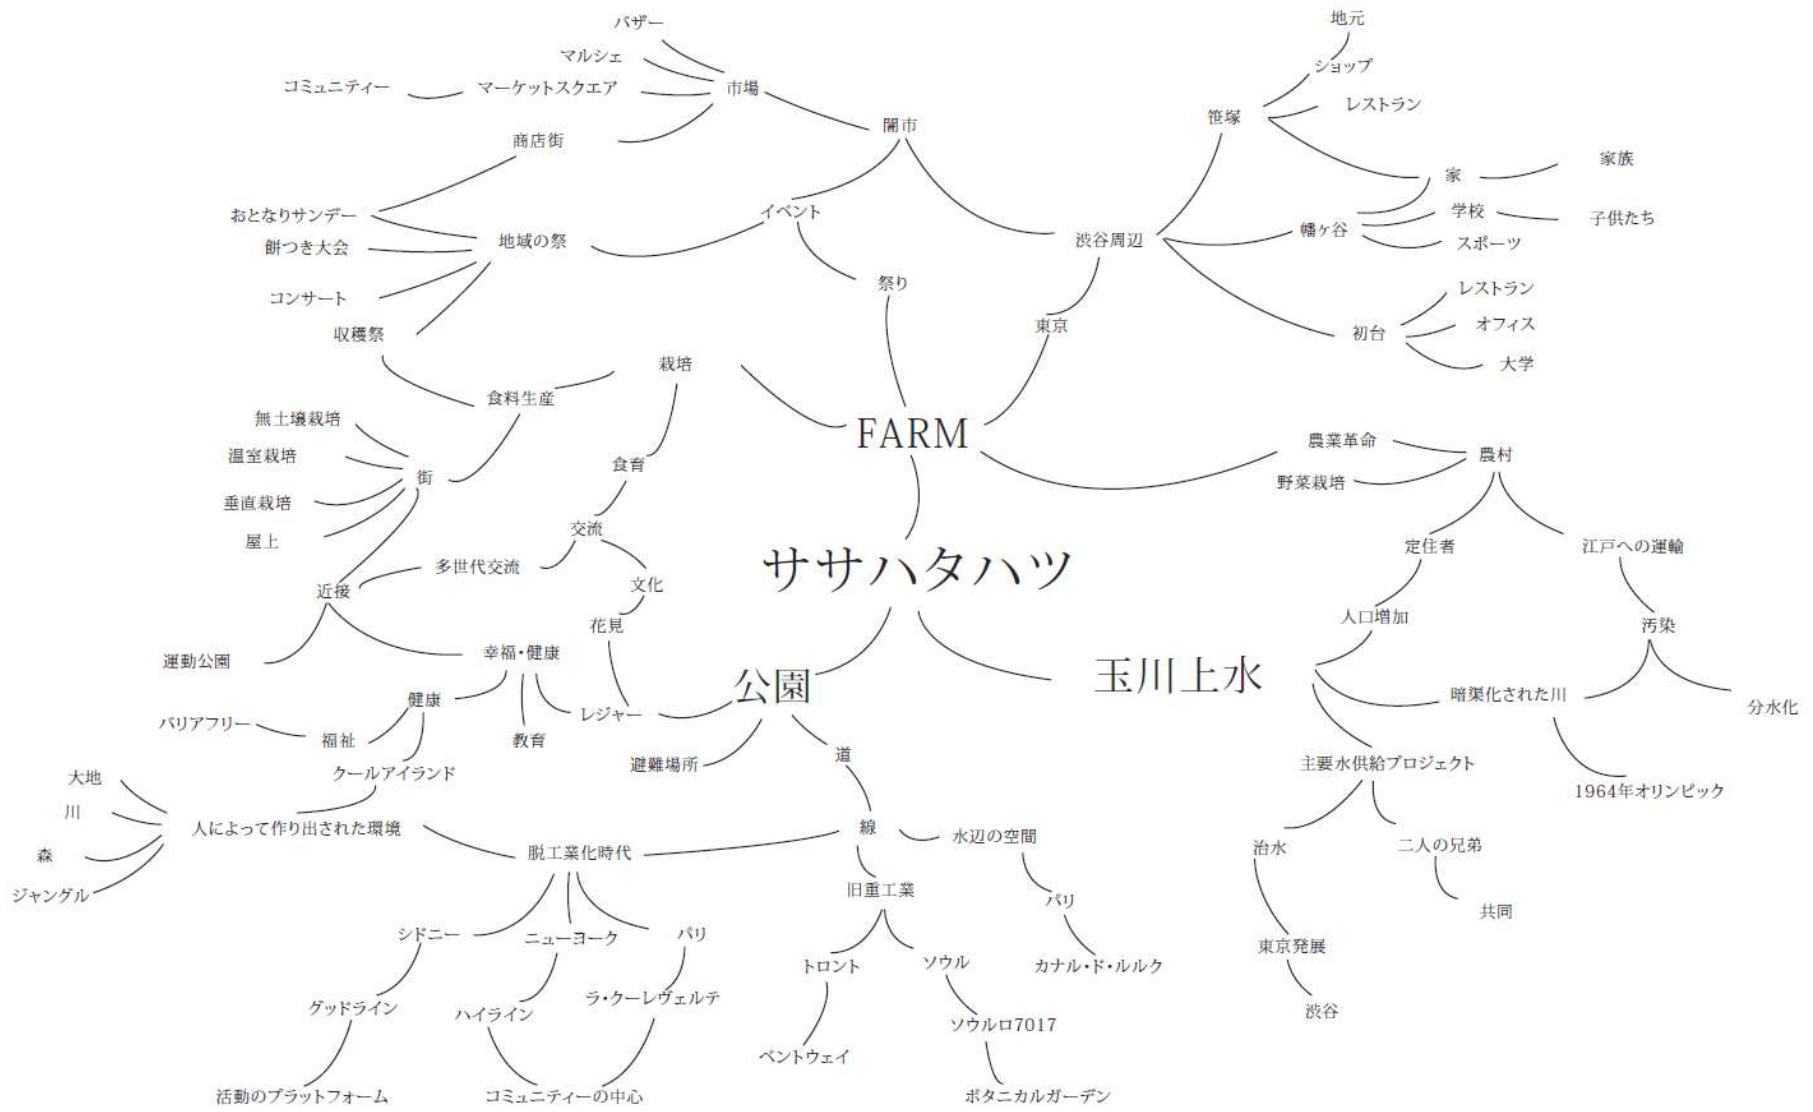 バザー
地元
マルシェ
ショップ
コミュニティー
マーケットスクエア
市場
レストラン
笹塚
闇市
商店街
家族
家
おとなりサンデー
イベント
学校
子供たち
幡ヶ谷
餅つき大会
地域の祭
渋谷周辺
スポーツ
祭り
レストラン
コンサート
収穫祭
東京
初台
オフィス
栽培
大学
食料生産
無土壌栽培
FARM
農業革命
温室栽培
食育
農村
街
野菜栽培
垂直栽培
屋上
交流
定住者
江戸への運輸
多世代交流
ササハタハツ
近接
文化
人口増加
花見
汚染
運動公園
幸福・健康
公園
玉川上水
健康
暗渠化された川
分水化
バリアフリー
福祉
教育
レジャー
避難場所
道
主要水供給プロジェクト
大地
クールアイランド
1964年オリンピック
川
人によって作り出された環境
線
水辺の空間
森
脱工業化時代
治水
二人の兄弟
ジャングル
旧重工業
パリ
共同
シドニー
ニューヨーク
パリ
東京発展
トロント
ソウル
カナル・ド・ルルク
グッドライン
ハイライン
ラ・クーレヴェルテ
渋谷
ソウルロ7017
ベントウェイ
活動のプラットフォーム
コミュニティーの中心
ボタニカルガーデン